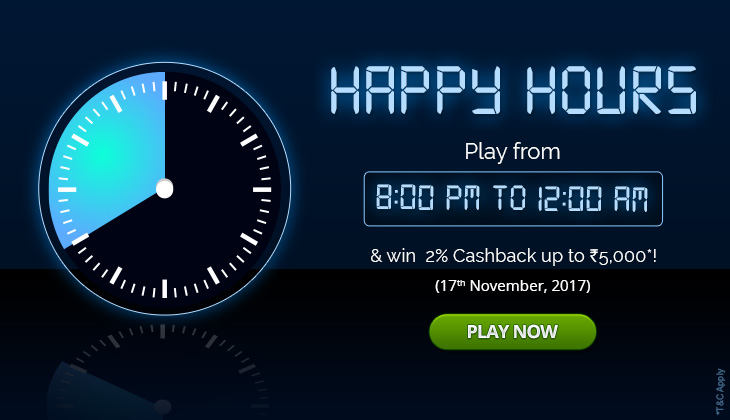 HAPPY HOURS
Play from
8:00 PM TO 12:00 AM
& win 2% Cashback up to ₹5,000*!
(17th November, 2017)
PLAY NOW
*T&C Apply